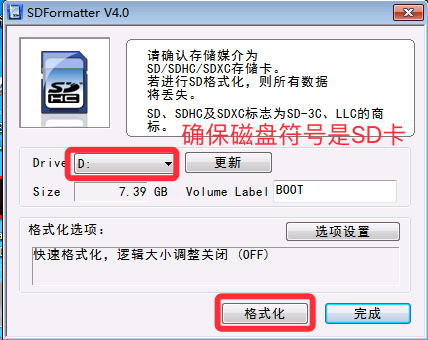 SDFormatter V4.0
SD
HC
请确认存储媒介为
SD/SDHC/SDXC存储卡。
若进行SD格式化，则所有数据
将丢失。
SD、SDHC及SDXC标志为SD-3C、LLC的商
标。
确保磁盘符号是SD卡
Drive D: 更新
Size 7.39 GB Volume Label BOOT
格式化选项： 选项设置
快速格式化，逻辑大小调整关闭 (OFF)
格式化 完成